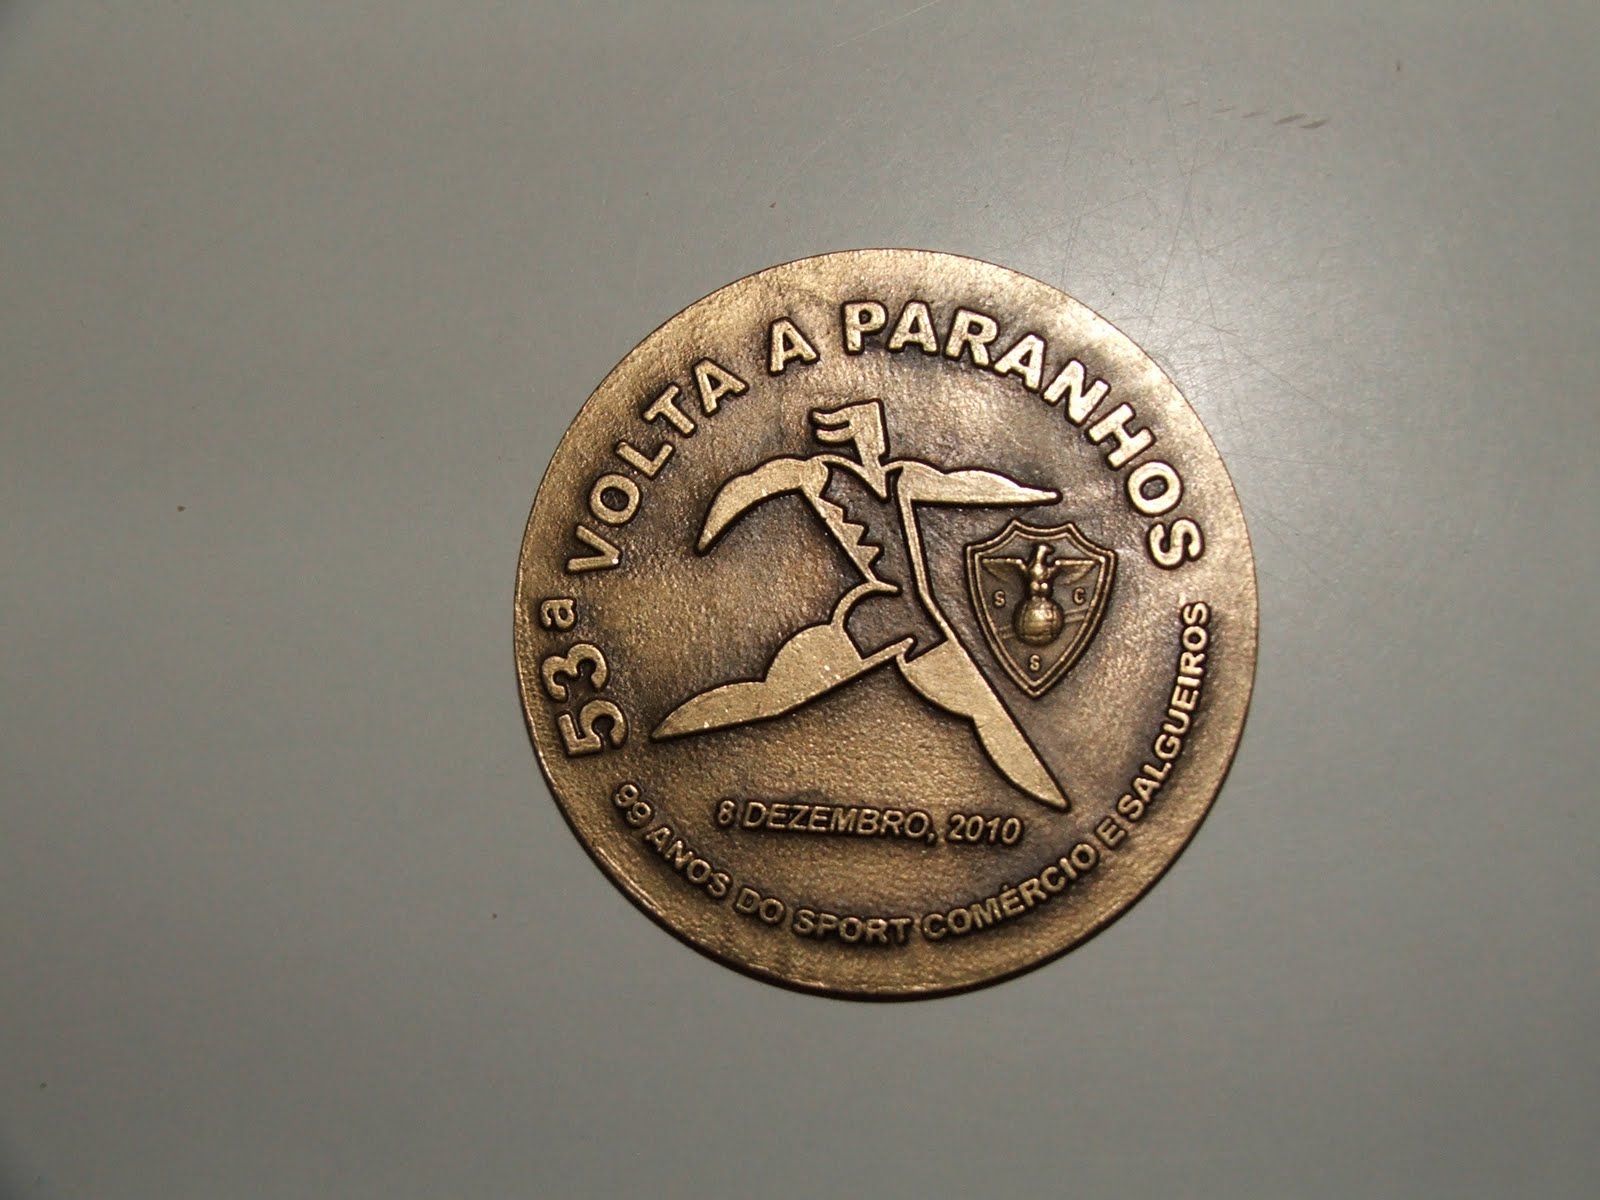 53ª VOLTA A PARANHOS
S C
S
8 DEZEMBRO, 2010
99 ANOS DO SPORT COMÉRCIO E SALGUEIROS